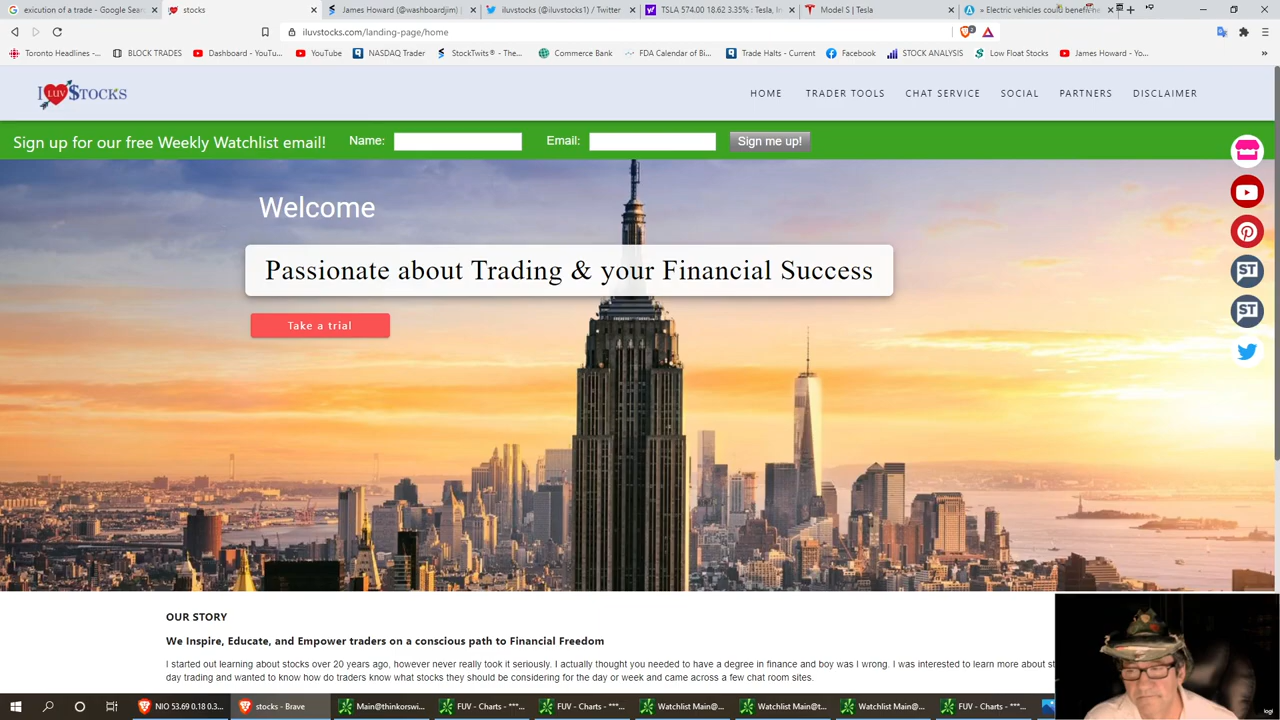 exicution of a trade - Google Sear
stocks
James Howard (@washboardjim) |
iluvstocks (@iluvstocks1) / Twitter
TSLA 574.00 18.62 3.35% : Tesla, In
Model S | Tesla
» Electric vehicles could benefit
iluvstocks.com/landing-page/home
Toronto Headlines -...
BLOCK TRADES
Dashboard - YouTu...
YouTube
NASDAQ Trader
StockTwits® - The...
Commerce Bank
FDA Calendar of Bi...
Trade Halts - Current
Facebook
STOCK ANALYSIS
Low Float Stocks
James Howard - Yo...
I LUV $TOCKS
HOME TRADER TOOLS CHAT SERVICE SOCIAL PARTNERS DISCLAIMER
Sign up for our free Weekly Watchlist email! Name: Email: Sign me up!
Welcome
Passionate about Trading & your Financial Success
Take a trial
ST
ST
OUR STORY
We Inspire, Educate, and Empower traders on a conscious path to Financial Freedom
I started out learning about stocks over 20 years ago, however never really took it seriously. I actually thought you needed to have a degree in finance and boy was I wrong. I was interested to learn more about
day trading and wanted to know how do traders know what stocks they should be considering for the day or week and came across a few chat room sites.
NIO 53.69 0.18 0.3...
stocks - Brave
Main@thinkorswi...
FUV - Charts - ***...
FUV - Charts - ***...
Watchlist Main@...
Watchlist Main@t...
Watchlist Main@...
FUV - Charts - ***...
logi